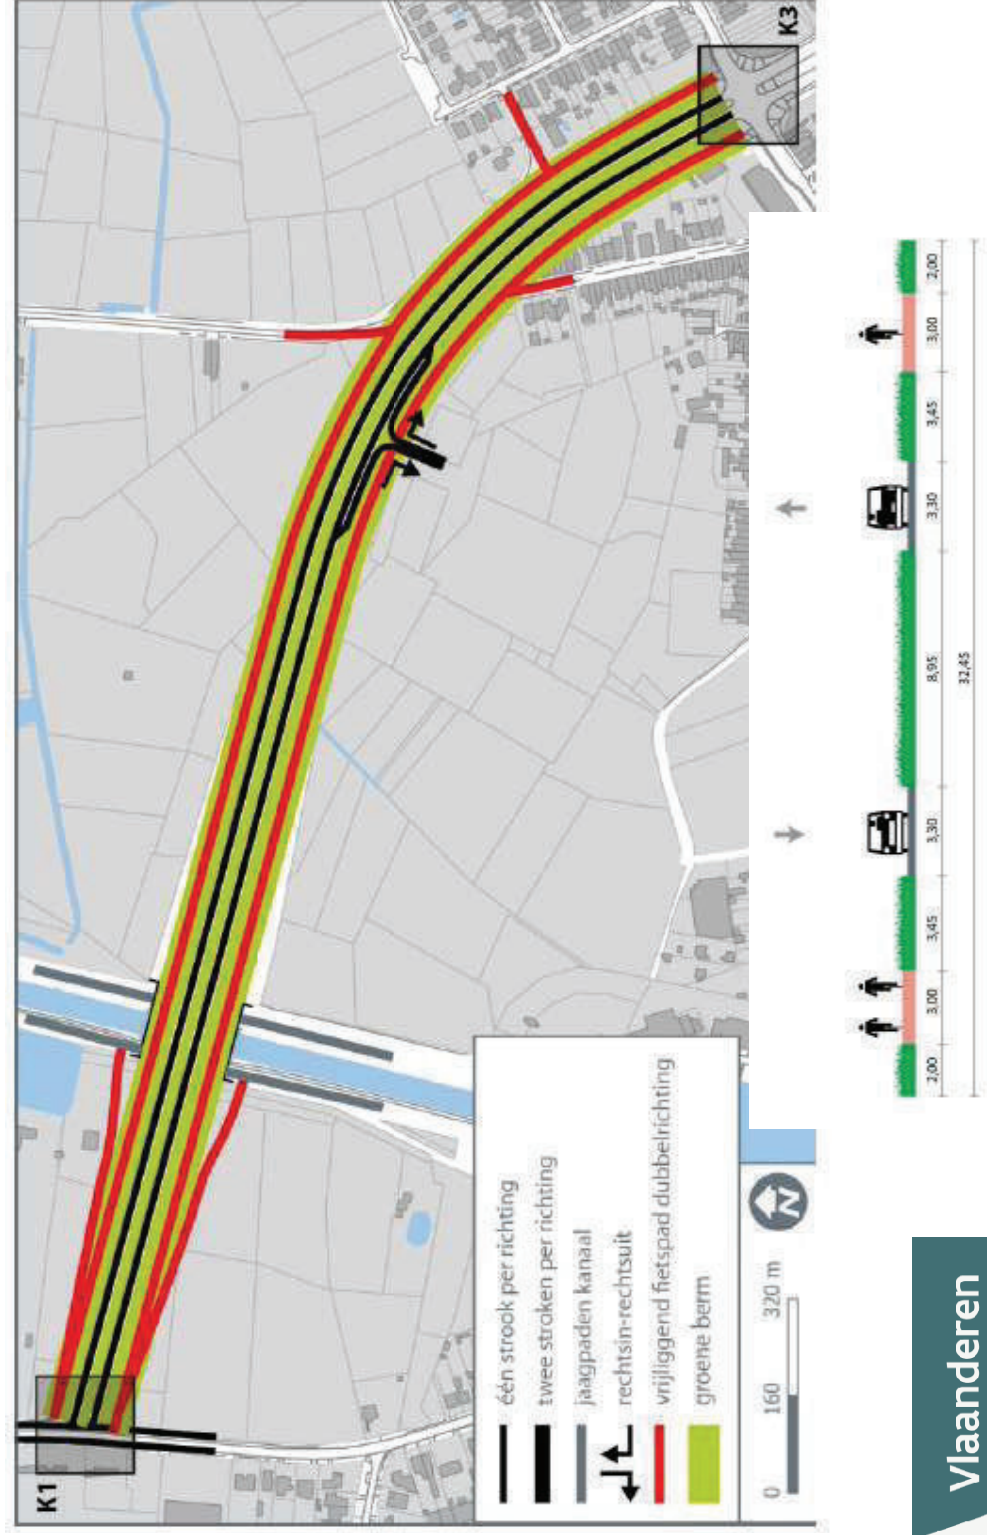 K1
K3
één strook per richting
twee stroken per richting
jaagpaden kanaal
rechtsin-rechtsuit
vrijliggend fietspad dubbelrichting
groene berm
0 160 320 m
N
2,00 3,00 3,45 3,30 8,95 3,30 3,45 3,00 2,00
32,45
Vlaanderen